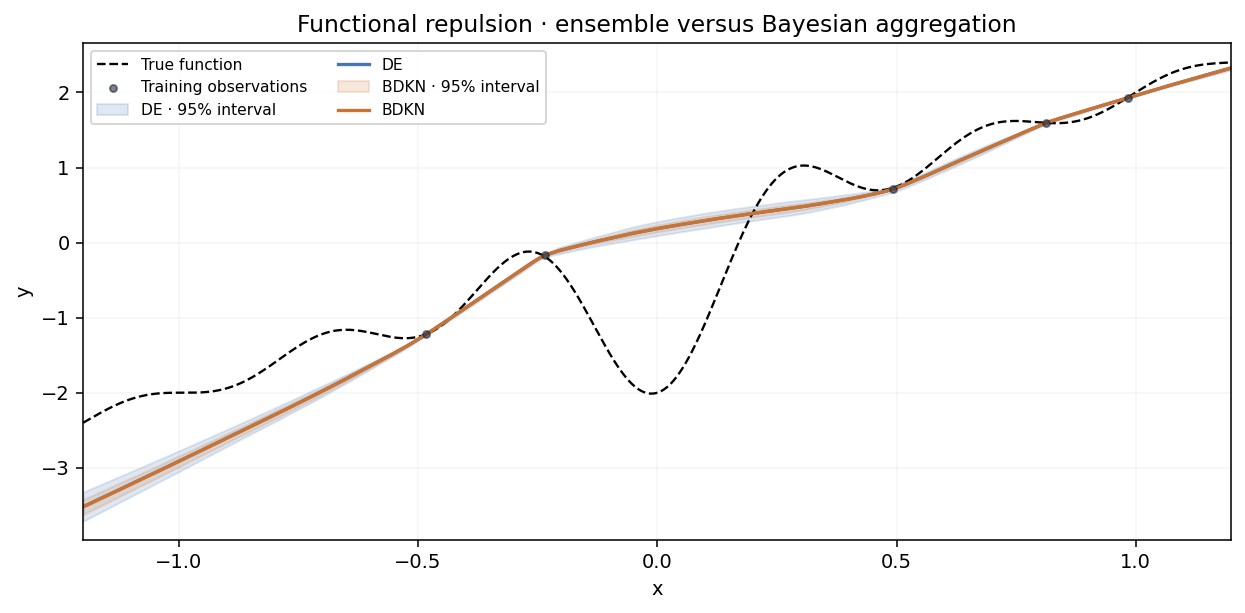 Functional repulsion · ensemble versus Bayesian aggregation
True function
Training observations
DE · 95% interval
DE
BDKN · 95% interval
BDKN
2
1
0
−1
−2
−3
y
−1.0
−0.5
0.0
0.5
1.0
x